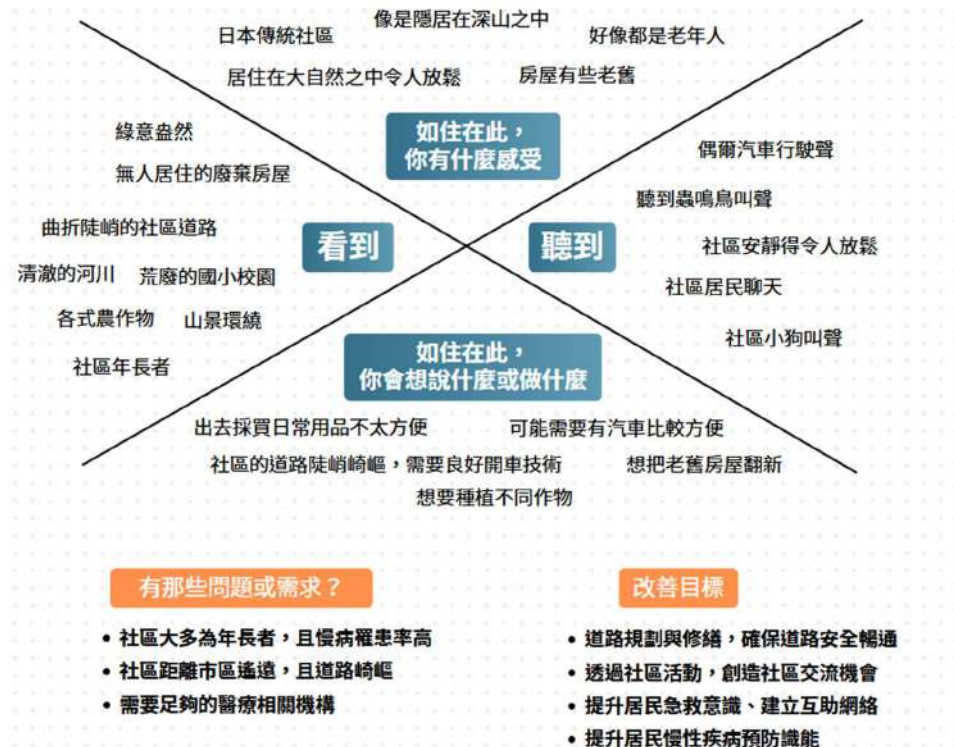 像是隱居在深山之中
日本傳統社區
好像都是老年人
居住在大自然之中令人放鬆
房屋有些老舊
如住在此，
你有什麼感受
綠意盎然
無人居住的廢棄房屋
曲折陡峭的社區道路
清澈的河川
荒廢的國小校園
各式農作物
山景環繞
社區年長者
看到
聽到
偶爾汽車行駛聲
聽到蟲鳴鳥叫聲
社區安靜得令人放鬆
社區居民聊天
社區小狗叫聲
如住在此，
你會想說什麼或做什麼
出去採買日常用品不太方便
可能需要有汽車比較方便
社區的道路陡峭崎嶇，需要良好開車技術
想把老舊房屋翻新
想要種植不同作物
有那些問題或需求？
• 社區大多為年長者，且慢病罹患率高
• 社區距離市區遙遠，且道路崎嶇
• 需要足夠的醫療相關機構
改善目標
• 道路規劃與修繕，確保道路安全暢通
• 透過社區活動，創造社區交流機會
• 提升居民急救意識、建立互助網絡
• 提升居民慢性疾病預防識能